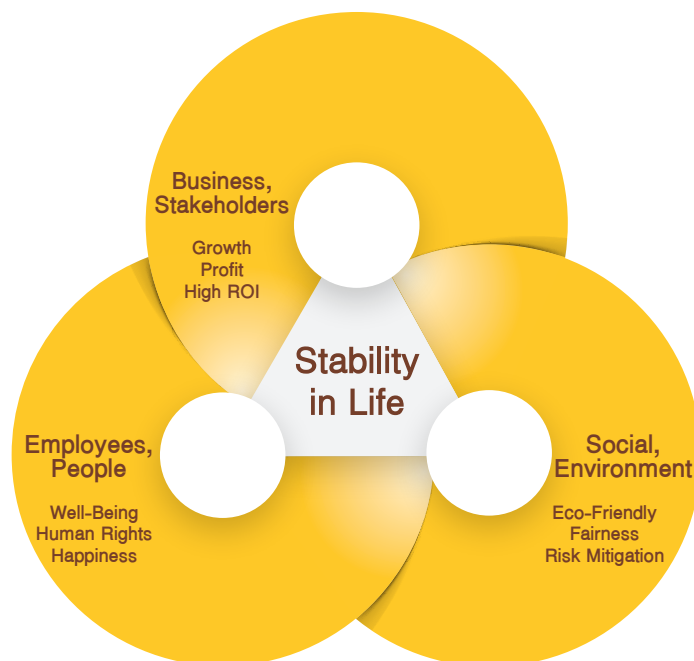 Business,
Stakeholders
Growth
Profit
High ROI
Stability
in Life
Employees,
People
Well-Being
Human Rights
Happiness
Social,
Environment
Eco-Friendly
Fairness
Risk Mitigation